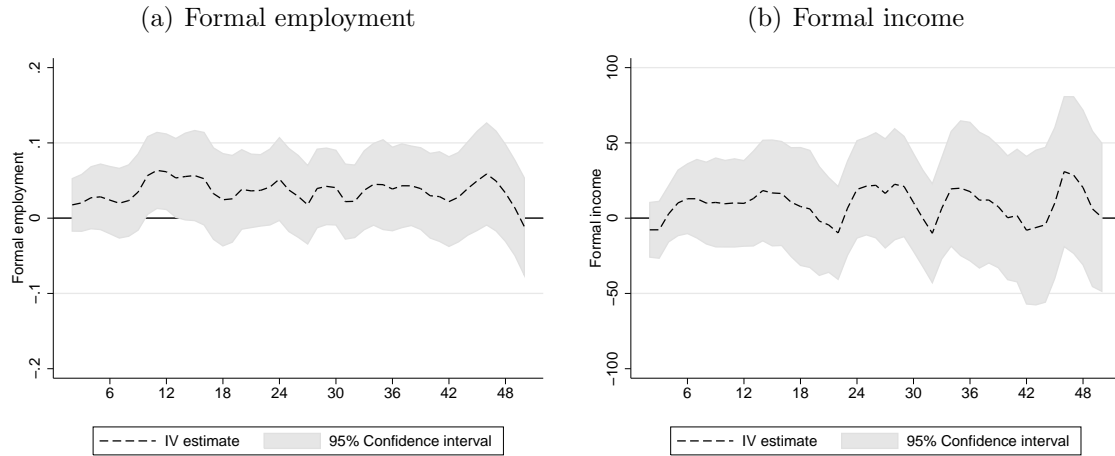 (a) Formal employment
Formal employment
.2
.1
0
-.1
-.2
6 12 18 24 30 36 42 48
IV estimate 95% Confidence interval
(b) Formal income
Formal income
100
50
0
-50
-100
6 12 18 24 30 36 42 48
IV estimate 95% Confidence interval